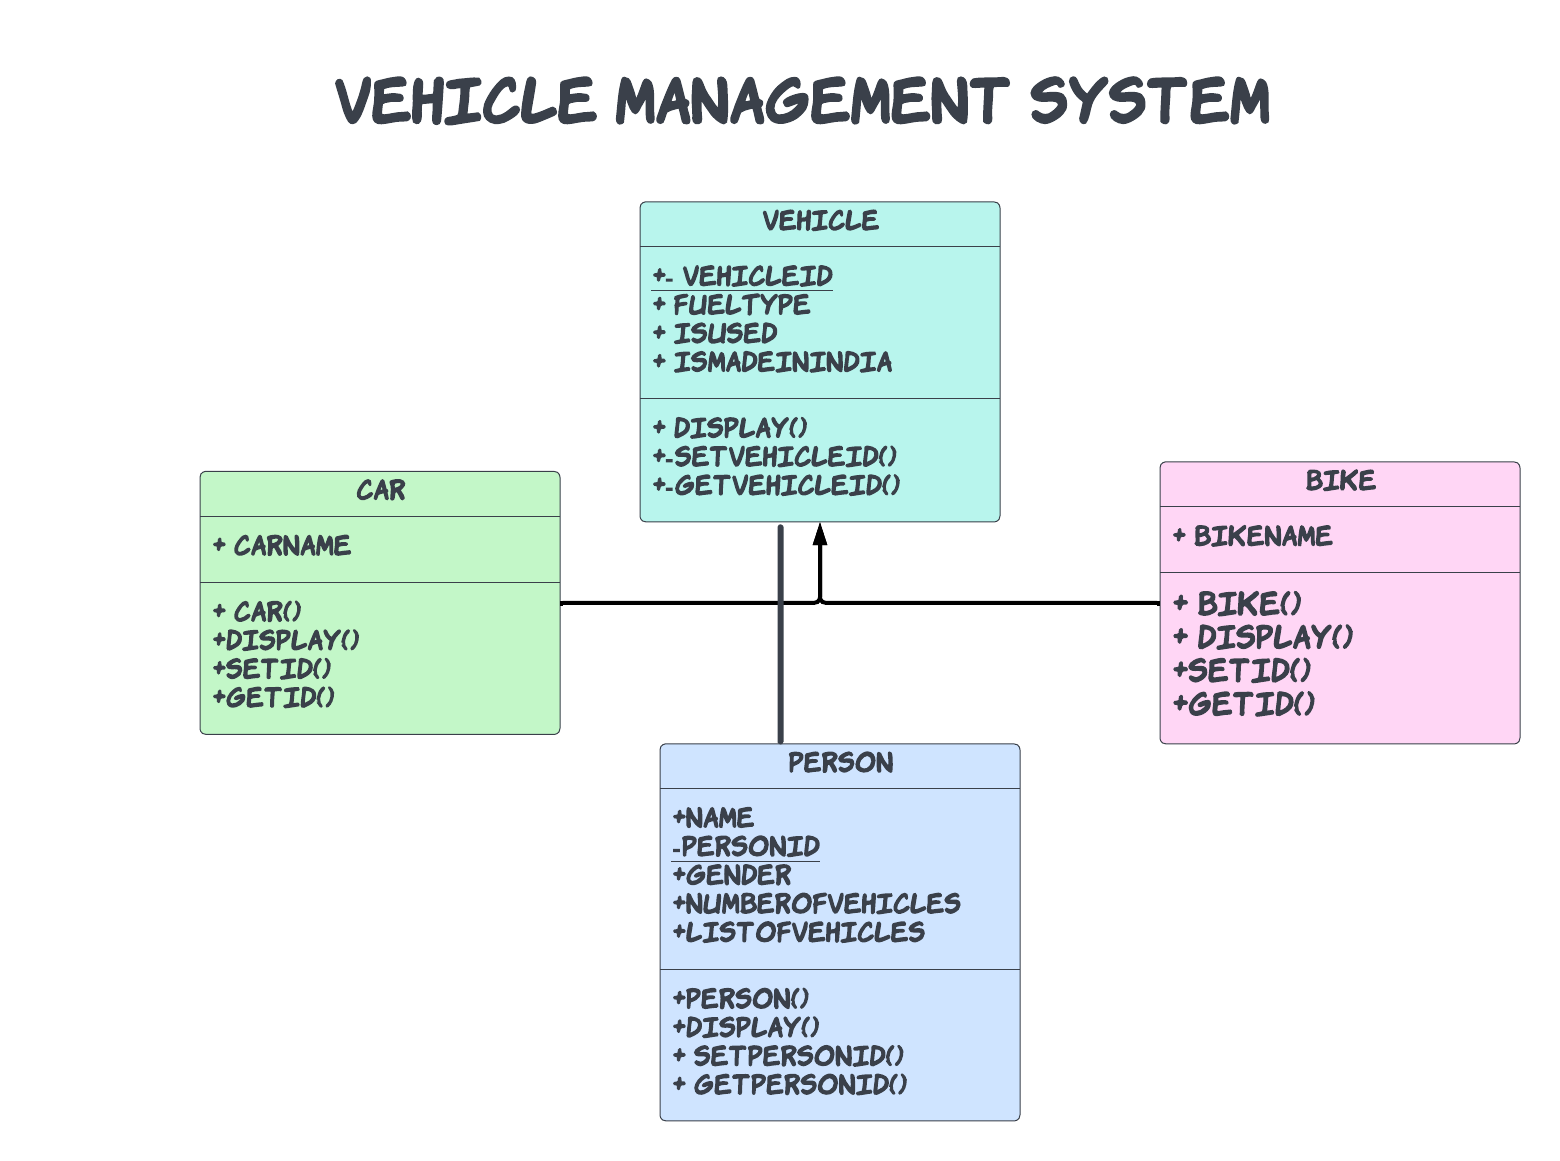 VEHICLE MANAGEMENT SYSTEM
VEHICLE
+- VEHICLEID
+ FUELTYPE
+ ISUSED
+ ISMADEININDIA
+ DISPLAY()
+-SETVEHICLEID()
+-GETVEHICLEID()
CAR
+ CARNAME
+ CAR()
+DISPLAY()
+SETID()
+GETID()
BIKE
+ BIKENAME
+ BIKE()
+ DISPLAY()
+SETID()
+GETID()
PERSON
+NAME
-PERSONID
+GENDER
+NUMBEROFVEHICLES
+LISTOFVEHICLES
+PERSON()
+DISPLAY()
+ SETPERSONID()
+ GETPERSONID()